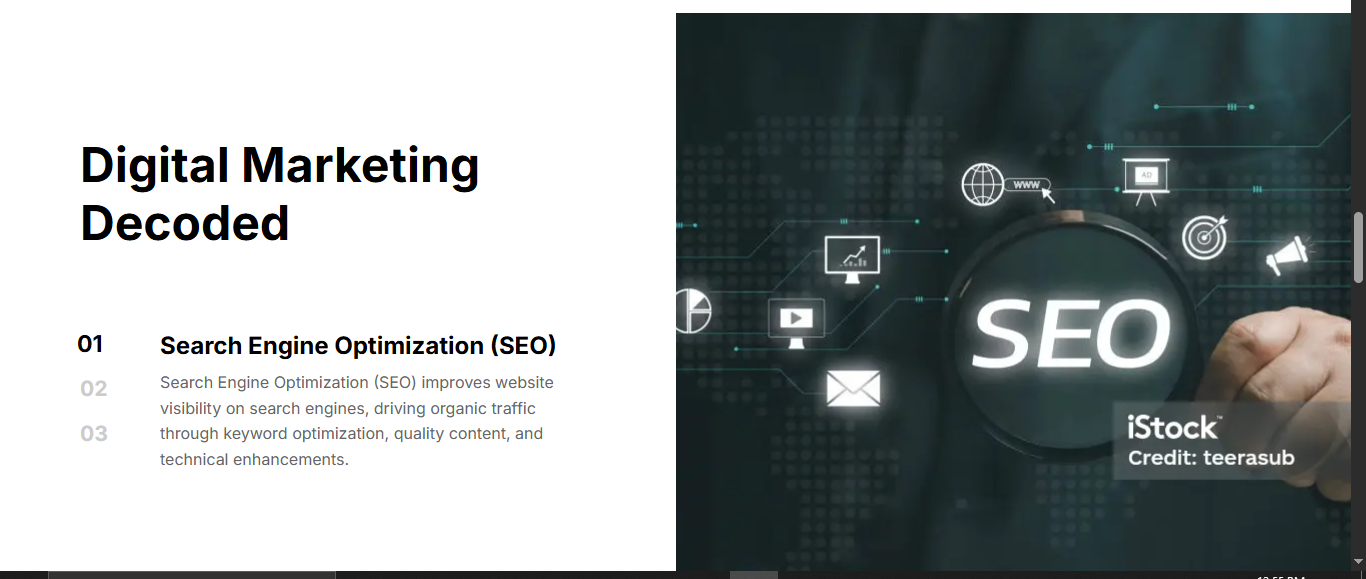 Digital Marketing
Decoded
01
Search Engine Optimization (SEO)
02
03
Search Engine Optimization (SEO) improves website
visibility on search engines, driving organic traffic
through keyword optimization, quality content, and
technical enhancements.
WWW
AD
SEO
iStock™
Credit: teerasub